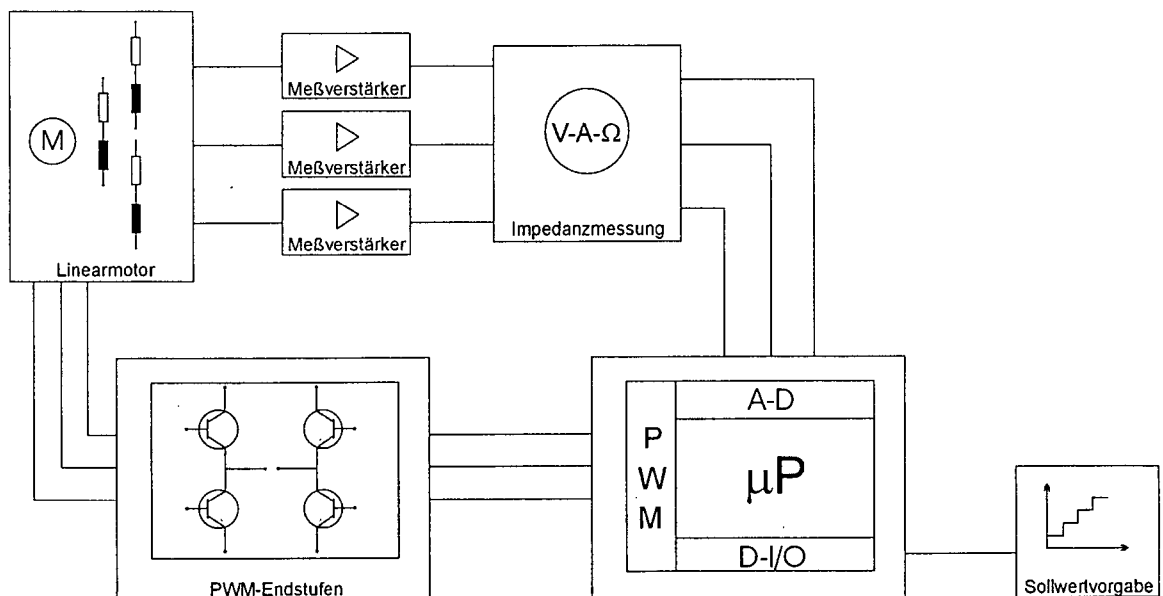 M
Linearmotor
Meßverstärker
Meßverstärker
Meßverstärker
V-A-Ω
Impedanzmessung
PWM-Endstufen
P
W
M
A-D
µP
D-I/O
Sollwertvorgabe